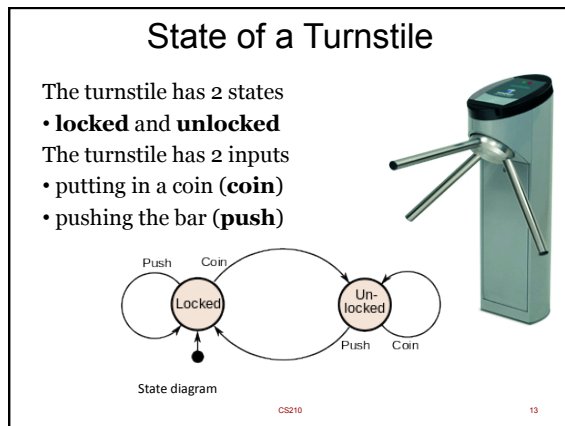 State of a Turnstile
The turnstile has 2 states
• locked and unlocked
The turnstile has 2 inputs
• putting in a coin (coin)
• pushing the bar (push)
Push
Coin
Locked
Un-
locked
Push
Coin
State diagram
CS210
13